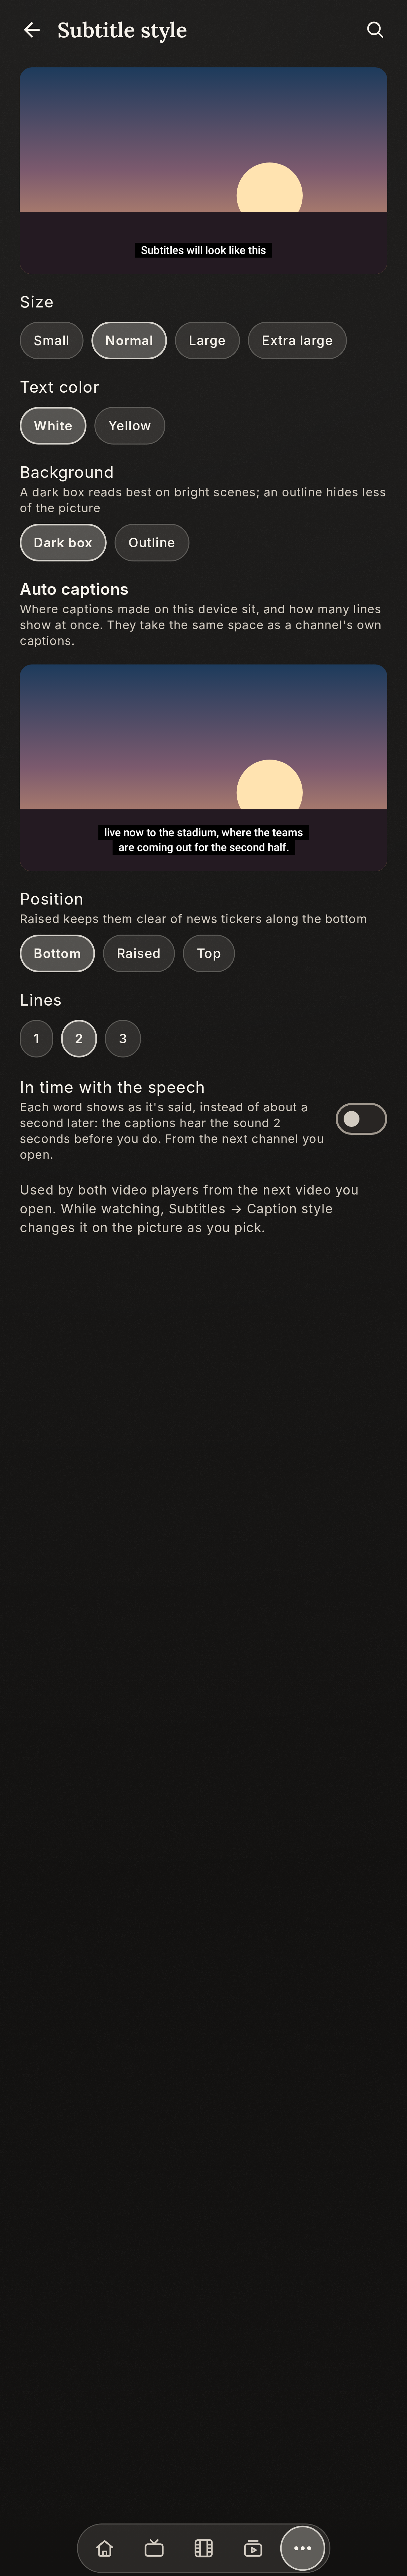 Subtitle style
Subtitles will look like this
Size
Small Normal Large Extra large
Text color
White Yellow
Background
A dark box reads best on bright scenes; an outline hides less
of the picture
Dark box Outline
Auto captions
Where captions made on this device sit, and how many lines
show at once. They take the same space as a channel's own
captions.
live now to the stadium, where the teams
are coming out for the second half.
Position
Raised keeps them clear of news tickers along the bottom
Bottom Raised Top
Lines
1 2 3
In time with the speech
Each word shows as it's said, instead of about a
second later: the captions hear the sound 2
seconds before you do. From the next channel you
open.
Used by both video players from the next video you
open. While watching, Subtitles → Caption style
changes it on the picture as you pick.